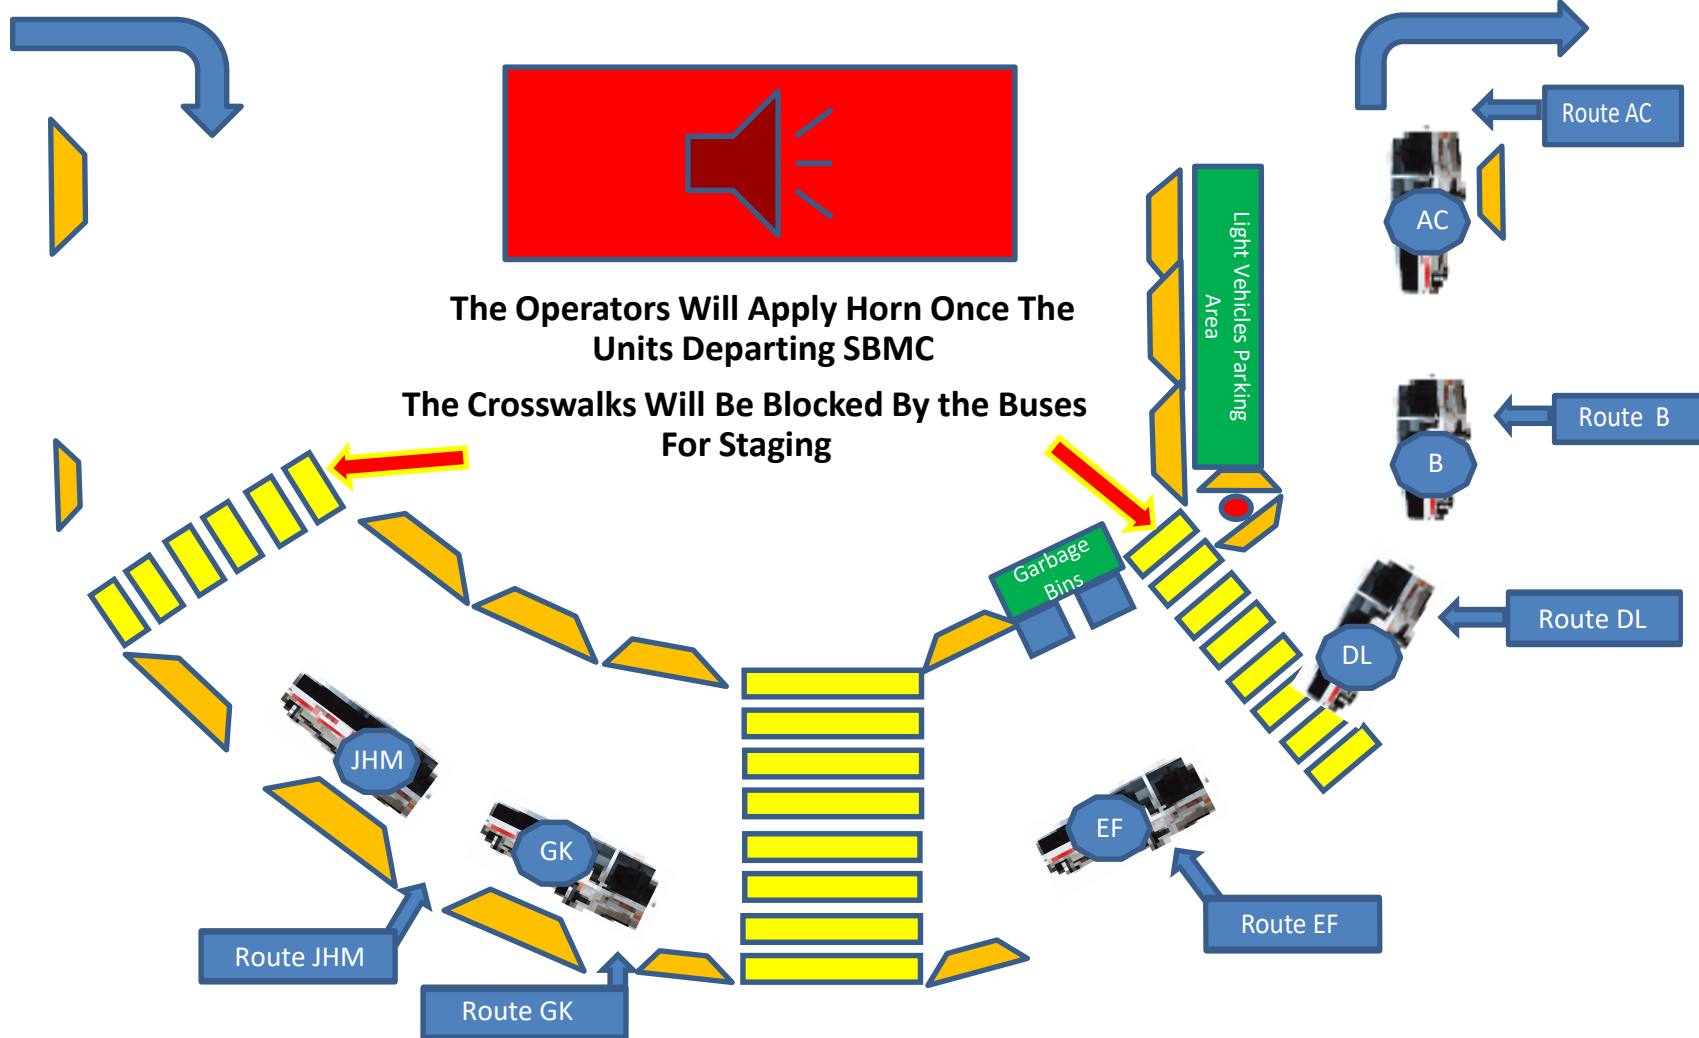 Route AC
AC
Light Vehicles Parking
Area
The Operators Will Apply Horn Once The
Units Departing SBMC
The Crosswalks Will Be Blocked By the Buses
For Staging
Route B
B
Garbage
Bins
Route DL
DL
JHM
GK
EF
Route EF
Route JHM
Route GK